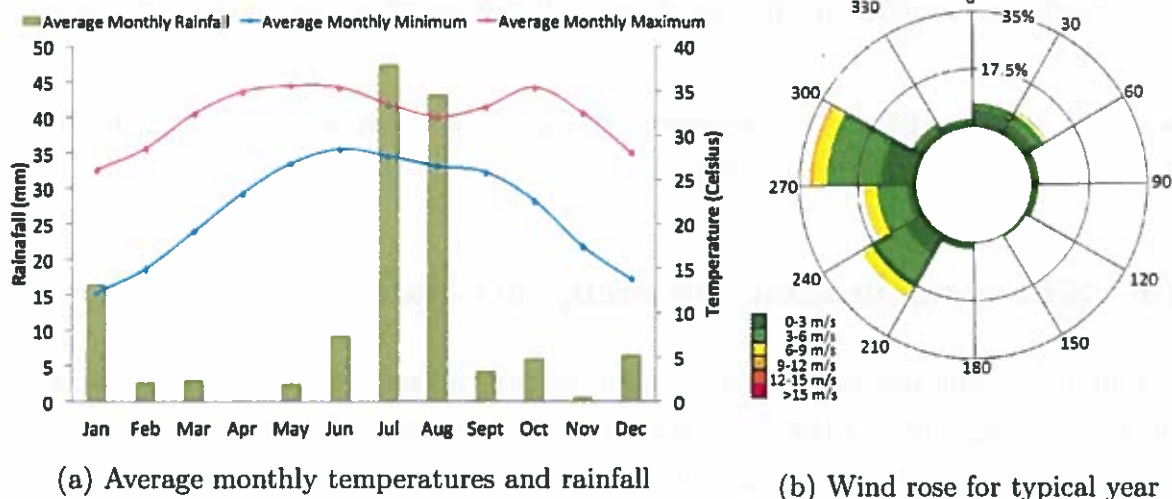 Average Monthly Rainfall Average Monthly Minimum Average Monthly Maximum
Rainafall (mm)
50
45
40
35
30
25
20
15
10
5
0
Jan Feb Mar Apr May Jun Jul Aug Sept Oct Nov Dec
40
35
30
25
20
15
10
5
0
Temperature (Celsius)
(a) Average monthly temperatures and rainfall
0
30
60
90
120
150
180
210
240
270
300
330
35%
17.5%
0-3 m/s
3-6 m/s
6-9 m/s
9-12 m/s
12-15 m/s
>15 m/s
(b) Wind rose for typical year